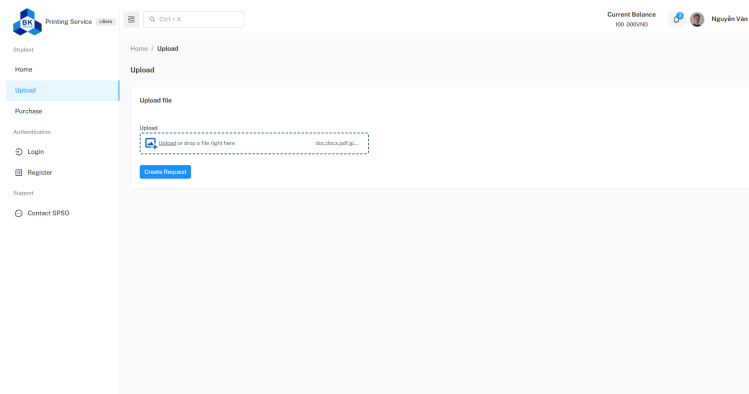 BK
Printing Service
v.Beta
Ctrl + K
Current Balance
100 .000VND
Nguyễn Văn
Student
Home
Upload
Purchase
Authentication
Login
Register
Support
Contact SPSO
Home / Upload
Upload
Upload file
Upload
Upload or drop a file right here
doc,docx,pdf,jp...
Create Request